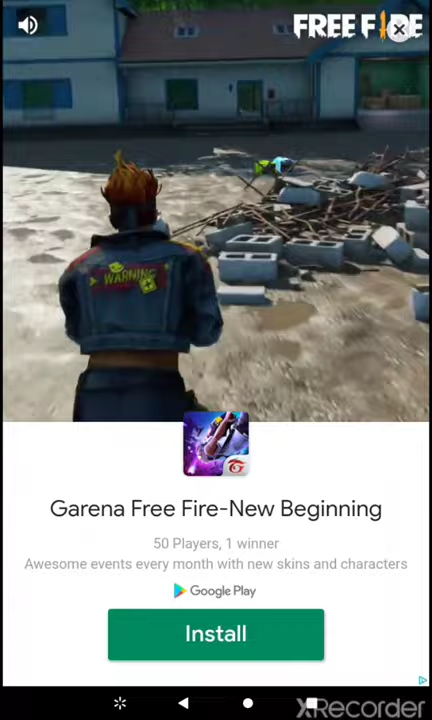 FREE FIRE
WARNING
Garena Free Fire-New Beginning
50 Players, 1 winner
Awesome events every month with new skins and characters
Google Play
Install
XRecorder